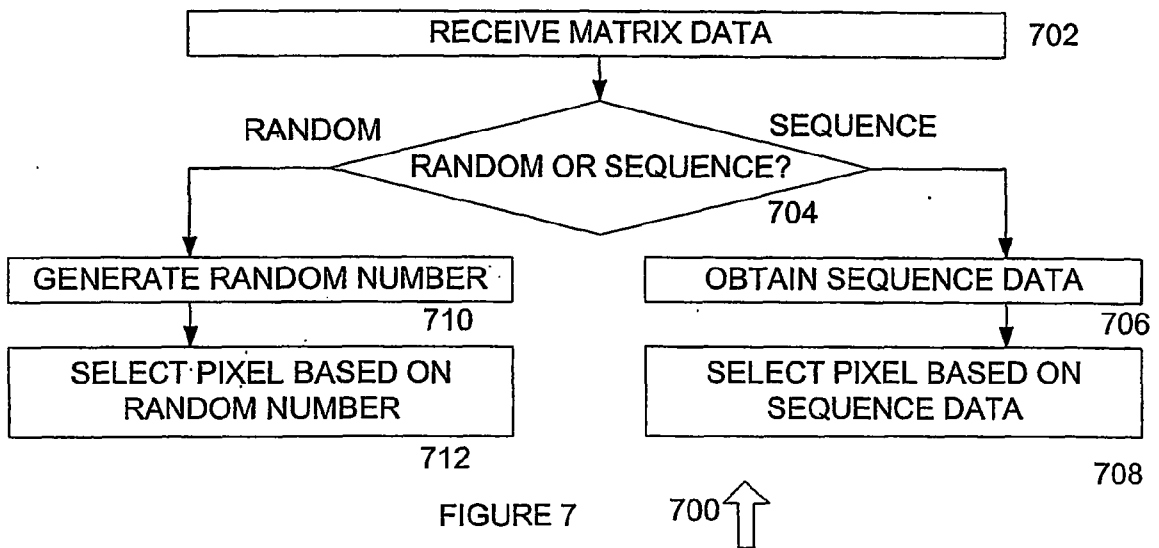 RECEIVE MATRIX DATA
702
RANDOM
SEQUENCE
RANDOM OR SEQUENCE?
704
GENERATE RANDOM NUMBER
710
OBTAIN SEQUENCE DATA
706
SELECT PIXEL BASED ON
RANDOM NUMBER
712
SELECT PIXEL BASED ON
SEQUENCE DATA
708
FIGURE 7
700